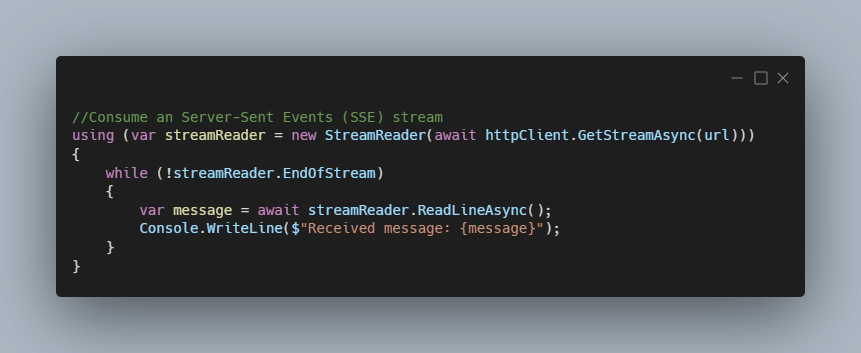 //Consume an Server-Sent Events (SSE) stream
using (var streamReader = new StreamReader(await httpClient.GetStreamAsync(url)))
{
    while (!streamReader.EndOfStream)
    {
        var message = await streamReader.ReadLineAsync();
        Console.WriteLine($"Received message: {message}");
    }
}